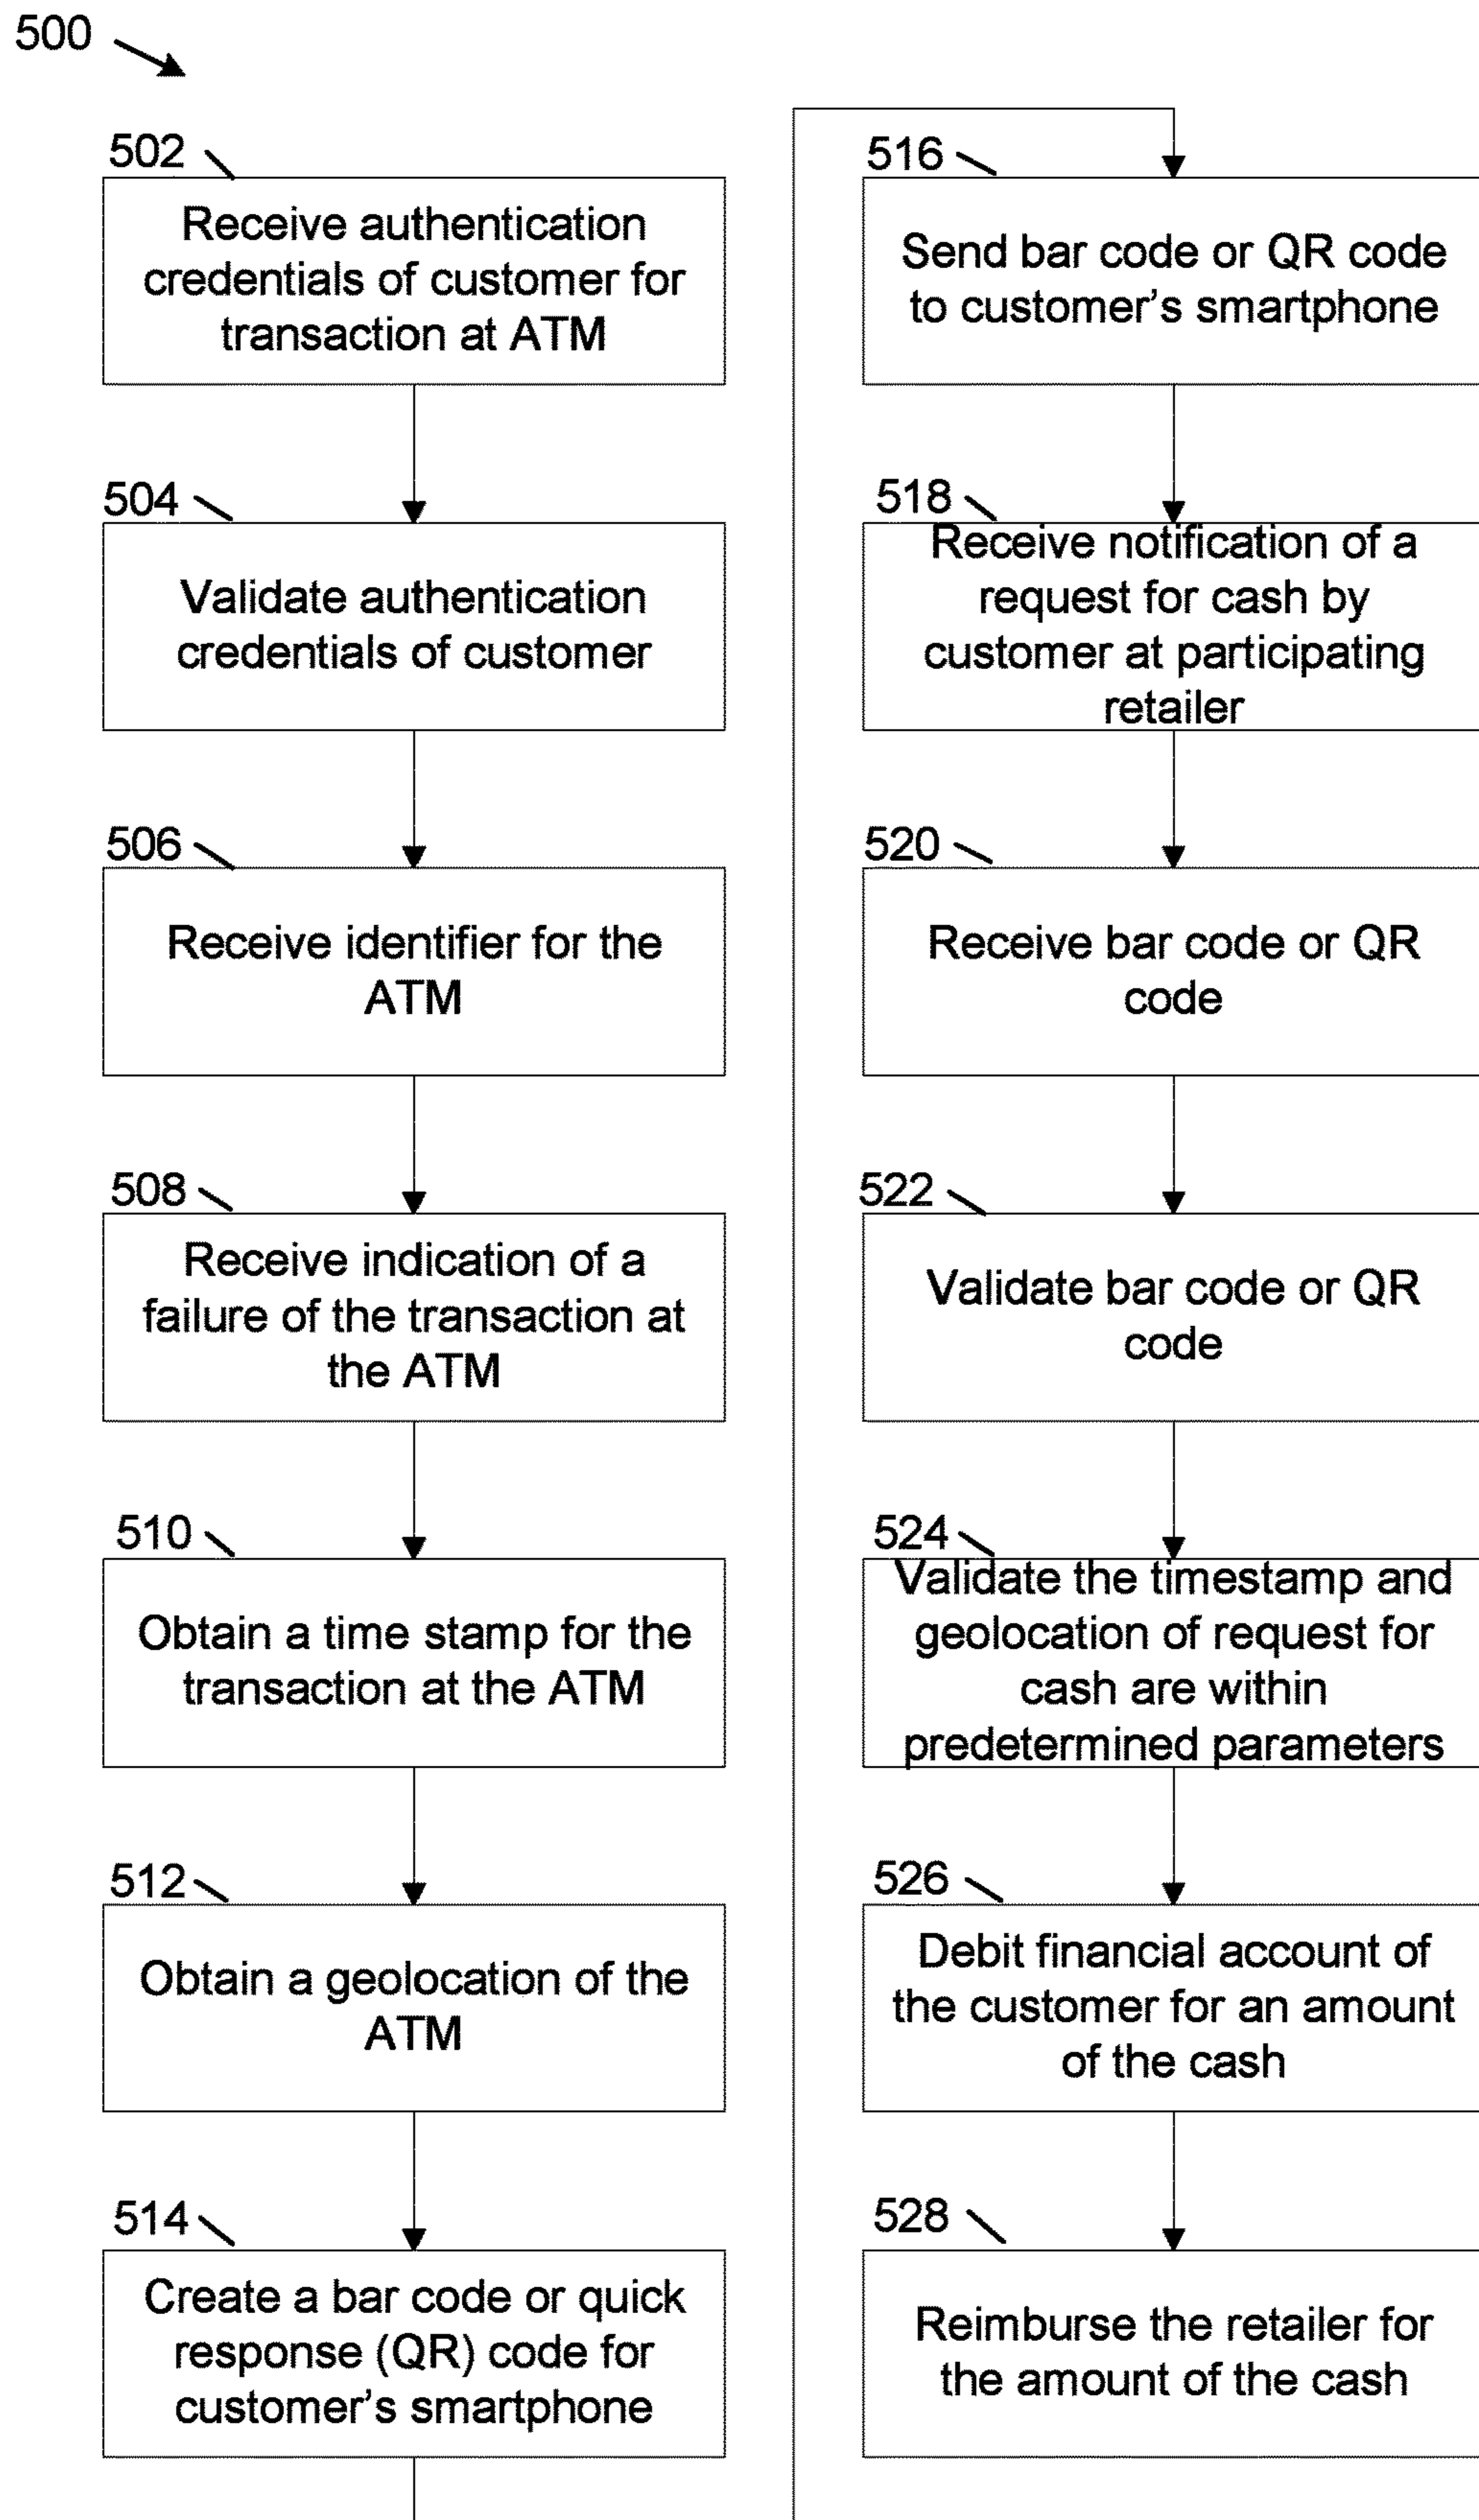 500
502
Receive authentication
credentials of customer for
transaction at ATM
504
Validate authentication
credentials of customer
506
Receive identifier for the
ATM
508
Receive indication of a
failure of the transaction at
the ATM
510
Obtain a time stamp for the
transaction at the ATM
512
Obtain a geolocation of the
ATM
514
Create a bar code or quick
response (QR) code for
customer's smartphone
516
Send bar code or QR code
to customer's smartphone
518
Receive notification of a
request for cash by
customer at participating
retailer
520
Receive bar code or QR
code
522
Validate bar code or QR
code
524
Validate the timestamp and
geolocation of request for
cash are within
predetermined parameters
526
Debit financial account of
the customer for an amount
of the cash
528
Reimburse the retailer for
the amount of the cash